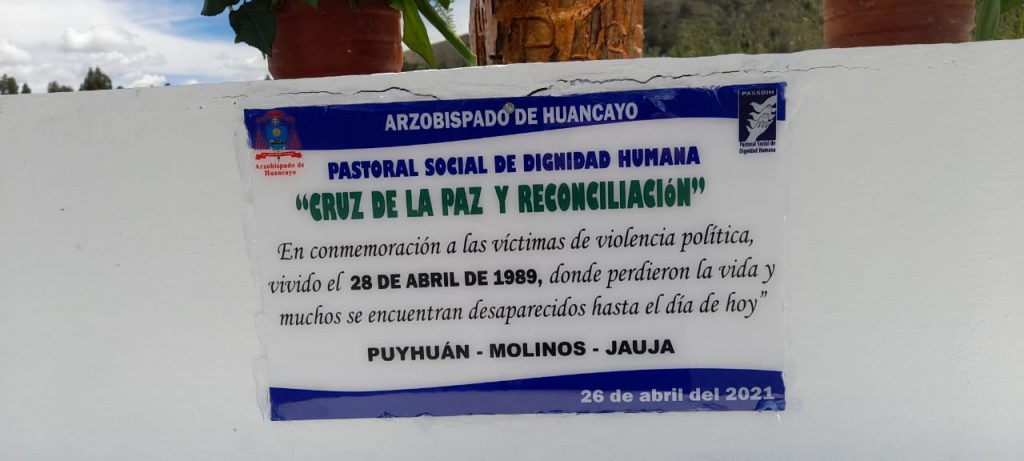 ARZOBISPADO DE HUANCAYO
Arzobispado de
Huancayo
PASSDIH
Pastoral Social de
Dignidad Humana
PASTORAL SOCIAL DE DIGNIDAD HUMANA
“CRUZ DE LA PAZ Y RECONCILIACIóN”
En conmemoración a las víctimas de violencia política,
vivido el 28 DE ABRIL DE 1989, donde perdieron la vida y
muchos se encuentran desaparecidos hasta el día de hoy”
PUYHUÁN - MOLINOS - JAUJA
26 de abril del 2021